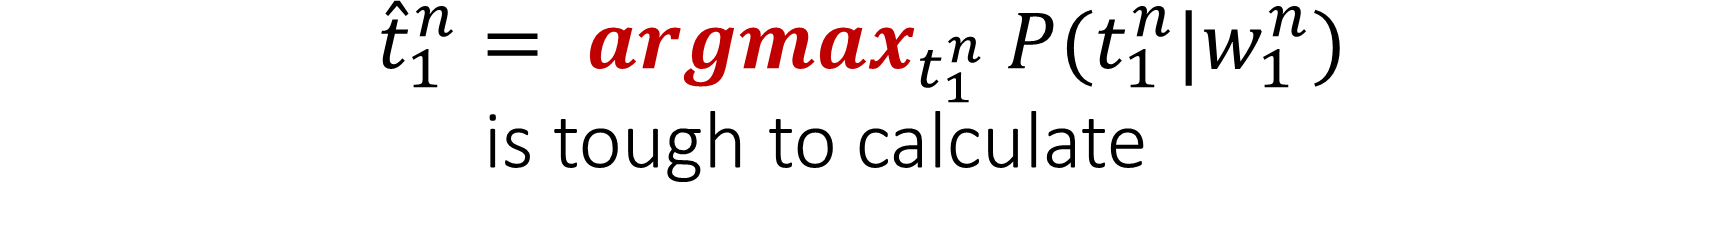 t̂₁ⁿ = argmax_{t₁ⁿ} P(t₁ⁿ|w₁ⁿ)
is tough to calculate